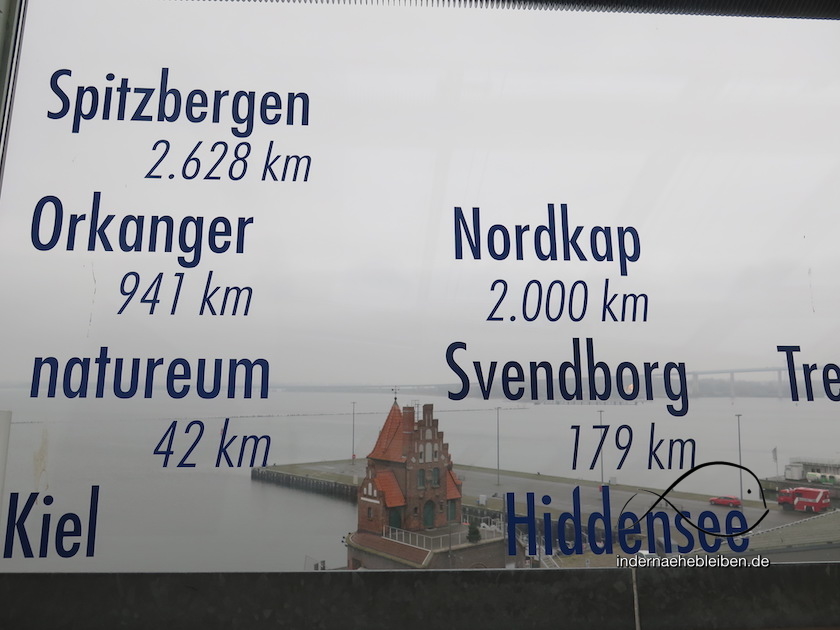 Spitzbergen
2.628 km
Orkanger
941 km
Nordkap
2.000 km
natureum
42 km
Svendborg
179 km
Tre
Kiel
Hiddensee
indernaehebleiben.de